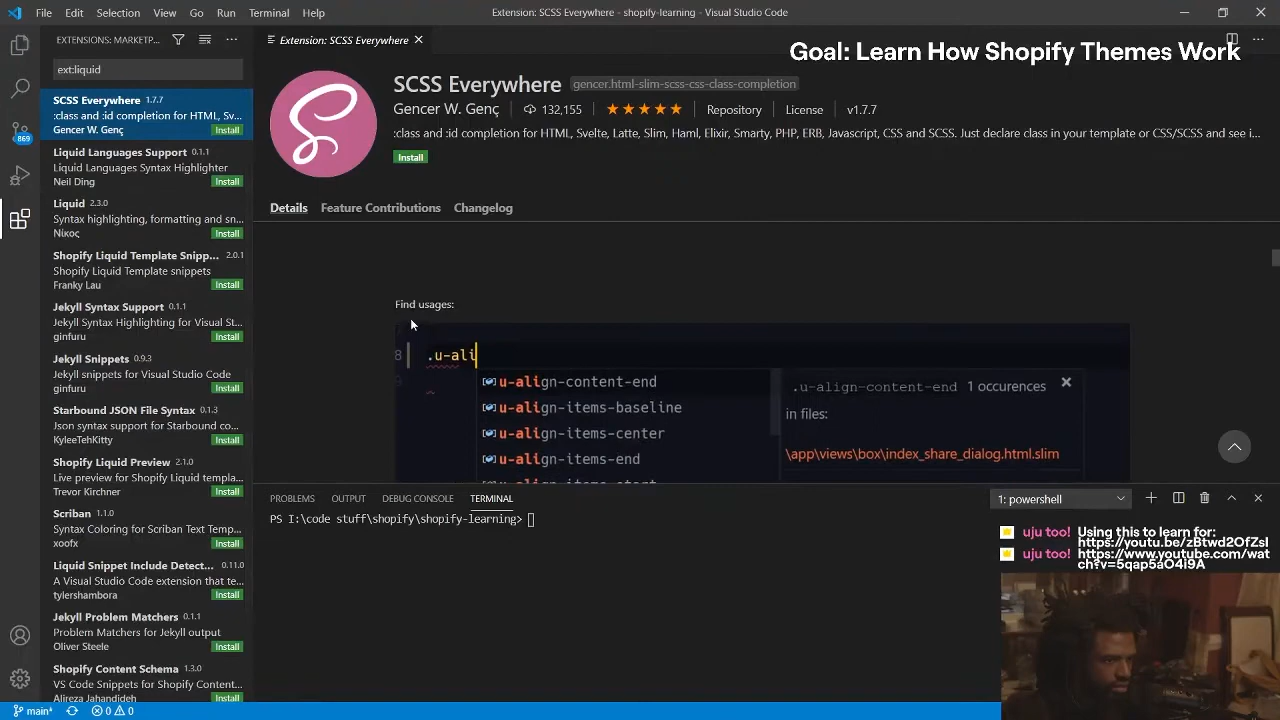 File Edit Selection View Go Run Terminal Help
Extension: SCSS Everywhere - shopify-learning - Visual Studio Code
EXTENSIONS: MARKETP...
Extension: SCSS Everywhere
Goal: Learn How Shopify Themes Work
ext:liquid
869
SCSS Everywhere 1.7.7
:class and :id completion for HTML, Sv...
Gencer W. Genç Install
Liquid Languages Support 0.1.1
Liquid Languages Syntax Highlighter
Neil Ding Install
Liquid 2.3.0
Syntax highlighting, formatting and sn...
Νίκος Install
Shopify Liquid Template Snipp... 2.0.1
Shopify Liquid Template snippets
Franky Lau Install
Jekyll Syntax Support 0.1.1
Jekyll Syntax Highlighting for Visual St...
ginfuru Install
Jekyll Snippets 0.9.3
Jekyll snippets for Visual Studio Code
ginfuru Install
Starbound JSON File Syntax 0.1.3
Json syntax support for Starbound co...
KyleeTehKitty Install
Shopify Liquid Preview 2.1.0
Live preview for Shopify Liquid templa...
Trevor Kirchner Install
Scriban 1.1.0
Syntax Coloring for Scriban Text Temp...
xoofx Install
Liquid Snippet Include Detect... 0.11.0
A Visual Studio Code extension that te...
tylershambora Install
Jekyll Problem Matchers 0.1.1
Problem Matchers for Jekyll output
Oliver Steele Install
Shopify Content Schema 1.3.0
VS Code Snippets for Shopify Content...
Alireza Jahandideh Install
SCSS Everywhere gencer.html-slim-scss-css-class-completion
Gencer W. Genç 132,155 Repository License v1.7.7
:class and :id completion for HTML, Svelte, Latte, Slim, Haml, Elixir, Smarty, PHP, ERB, Javascript, CSS and SCSS. Just declare class in your template or CSS/SCSS and see i...
Install
Details Feature Contributions Changelog
Find usages:
8 .u-ali
9
u-align-content-end
u-align-items-baseline
u-align-items-center
u-align-items-end
u-align-items-start
.u-align-content-end 1 occurences
in files:
\app\views\box\index_share_dialog.html.slim
PROBLEMS OUTPUT DEBUG CONSOLE TERMINAL
1: powershell
PS I:\code stuff\shopify\shopify-learning>
uju too! Using this to learn for:
https://youtu.be/zBtwd2OfZsI
uju too! https://www.youtube.com/wat
ch?v=5qap5aO4i9A
main* 0 0